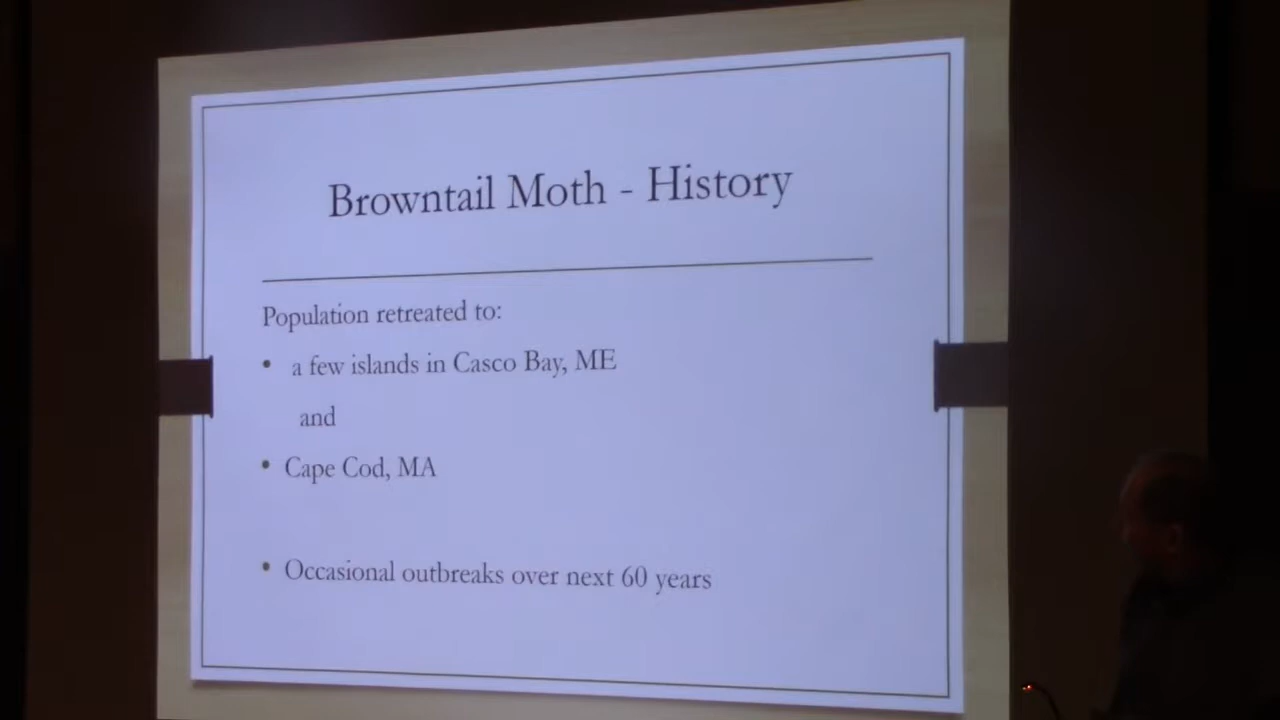 Browntail Moth - History
Population retreated to:
• a few islands in Casco Bay, ME
and
• Cape Cod, MA
• Occasional outbreaks over next 60 years